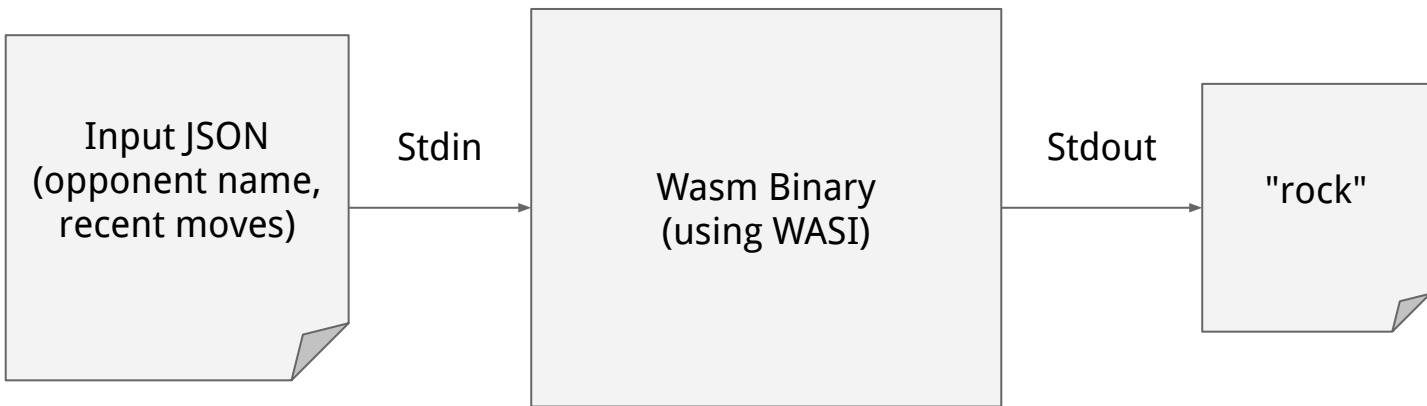 Input JSON
(opponent name,
recent moves)
Stdin
Wasm Binary
(using WASI)
Stdout
"rock"